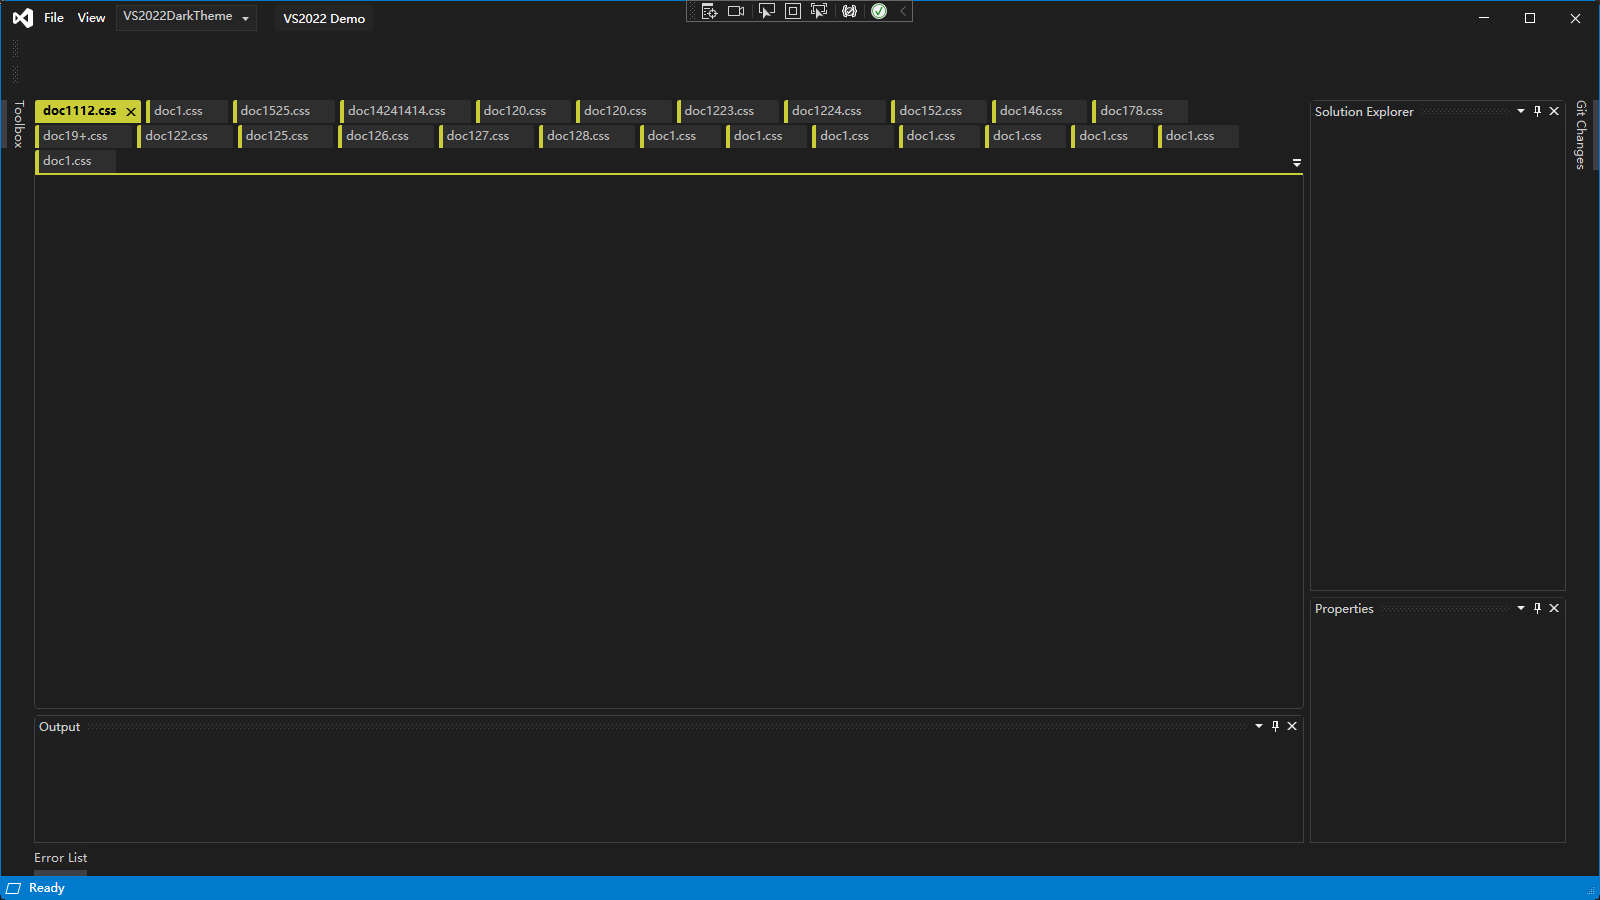 File View VS2022DarkTheme VS2022 Demo
Toolbox
doc1112.css doc1.css doc1525.css doc14241414.css doc120.css doc120.css doc1223.css doc1224.css doc152.css doc146.css doc178.css
doc19+.css doc122.css doc125.css doc126.css doc127.css doc128.css doc1.css doc1.css doc1.css doc1.css doc1.css doc1.css doc1.css
doc1.css
Solution Explorer
Git Changes
Properties
Output
Error List
Ready